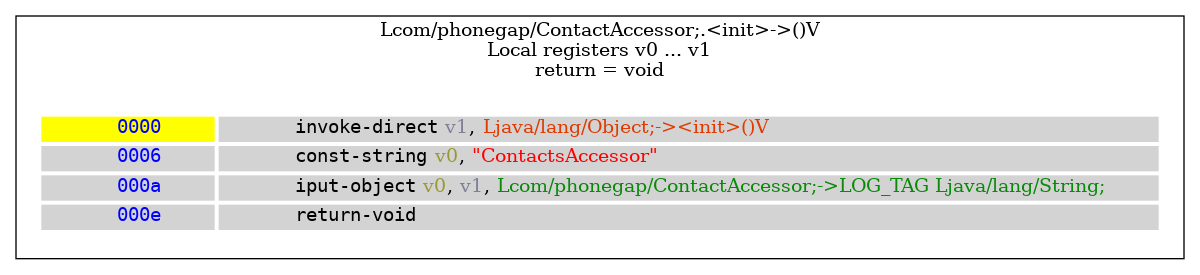 Lcom/phonegap/ContactAccessor;.<init>->()V
Local registers v0 ... v1
return = void
0000 invoke-direct v1, Ljava/lang/Object;-><init>()V
0006 const-string v0, "ContactsAccessor"
000a iput-object v0, v1, Lcom/phonegap/ContactAccessor;->LOG_TAG Ljava/lang/String;
000e return-void